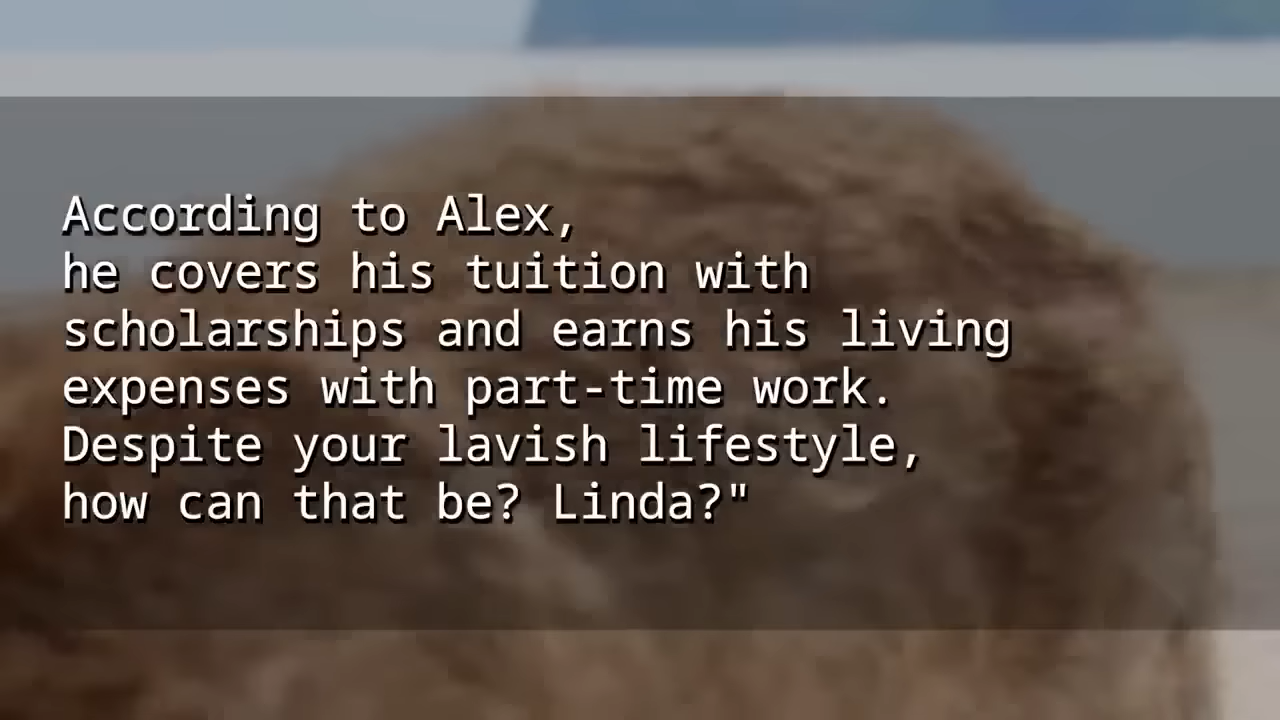 According to Alex,
he covers his tuition with
scholarships and earns his living
expenses with part-time work.
Despite your lavish lifestyle,
how can that be? Linda?"